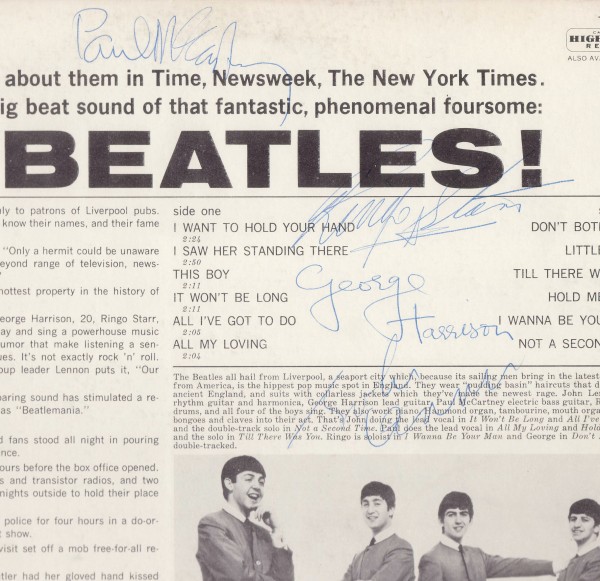 Paul McCartney
HIGH
RE
ALSO AVA
about them in Time, Newsweek, The New York Times.
ig beat sound of that fantastic, phenomenal foursome:
BEATLES!
ly to patrons of Liverpool pubs.
know their names, and their fame
"Only a hermit could be unaware
eyond range of television, news-
"
hottest property in the history of
eorge Harrison, 20, Ringo Starr,
ay and sing a powerhouse music
umor that make listening a sen-
ues. It's not exactly rock 'n' roll.
oup leader Lennon puts it, "Our
paring sound has stimulated a re-
as "Beatlemania."
d fans stood all night in pouring
ence.
ours before the box office opened.
s and transistor radios, and two
nights outside to hold their place
police for four hours in a do-or-
t show.
visit set off a mob free-for-all re-
tler had her gloved hand kissed
side one
I WANT TO HOLD YOUR HAND
2:24
I SAW HER STANDING THERE
2:50
THIS BOY
2:11
IT WON'T BE LONG
2:11
ALL I'VE GOT TO DO
2:05
ALL MY LOVING
2:04
Ringo Starr
George
Harrison
John
Lennon
s
DON'T BOTH
LITTL
TILL THERE W
HOLD ME
I WANNA BE YOU
NOT A SECON
The Beatles all hail from Liverpool, a seaport city which, because its sailing men bring in the latest
from America, is the hippest pop music spot in England. They wear "pudding basin" haircuts that d
ancient England, and suits with collarless jackets which they've made the newest rage. John Len
rhythm guitar and harmonica, George Harrison lead guitar, Paul McCartney electric bass guitar, R
drums, and all four of the boys sing. They also work piano, Hammond organ, tambourine, mouth orga
bongoes and claves into their act. That's John doing the lead vocal in It Won't Be Long and All I've
and the double-track solo in Not a Second Time. Paul does the lead vocal in All My Loving and Hold
and the solo in Till There Was You. Ringo is soloist in I Wanna Be Your Man and George in Don't
double-tracked.